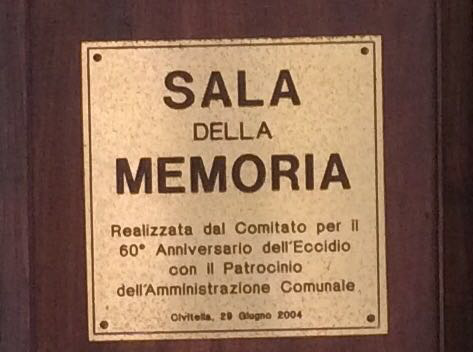 SALA
DELLA
MEMORIA
Realizzata dal Comitato per il
60° Anniversario dell'Eccidio
con il Patrocinio
dell'Amministrazione Comunale
Civitella, 29 Giugno 2004